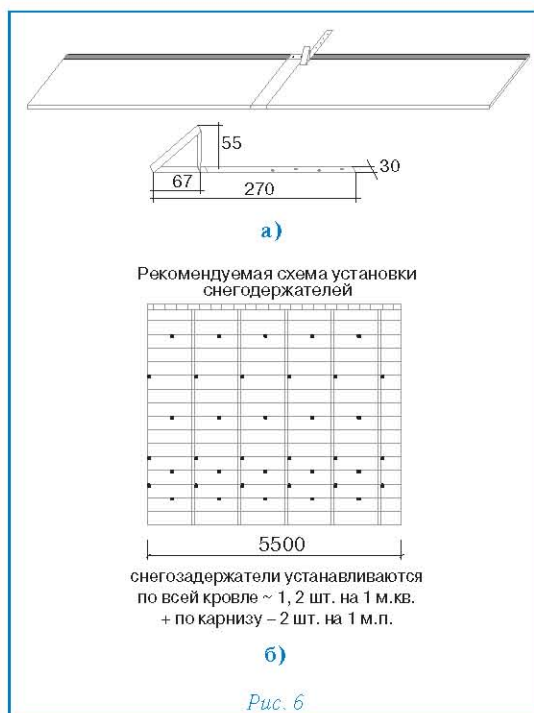 55
30
67
270
а)
Рекомендуемая схема установки
снегодержателей
5500
снегозадержатели устанавливаются
по всей кровле ~ 1, 2 шт. на 1 м.кв.
+ по карнизу – 2 шт. на 1 м.п.
б)
Рис. 6